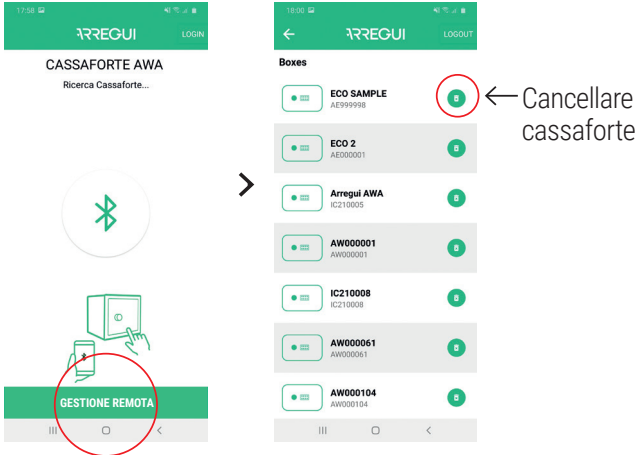 17:58
ARREGUI
LOGIN
CASSAFORTE AWA
Ricerca Cassaforte...
GESTIONE REMOTA
18:00
ARREGUI
LOGOUT
Boxes
ECO SAMPLE
AE999998
ECO 2
AE000001
Arregui AWA
IC210005
AW000001
AW000001
IC210008
IC210008
AW000061
AW000061
AW000104
AW000104
Cancellare
cassaforte